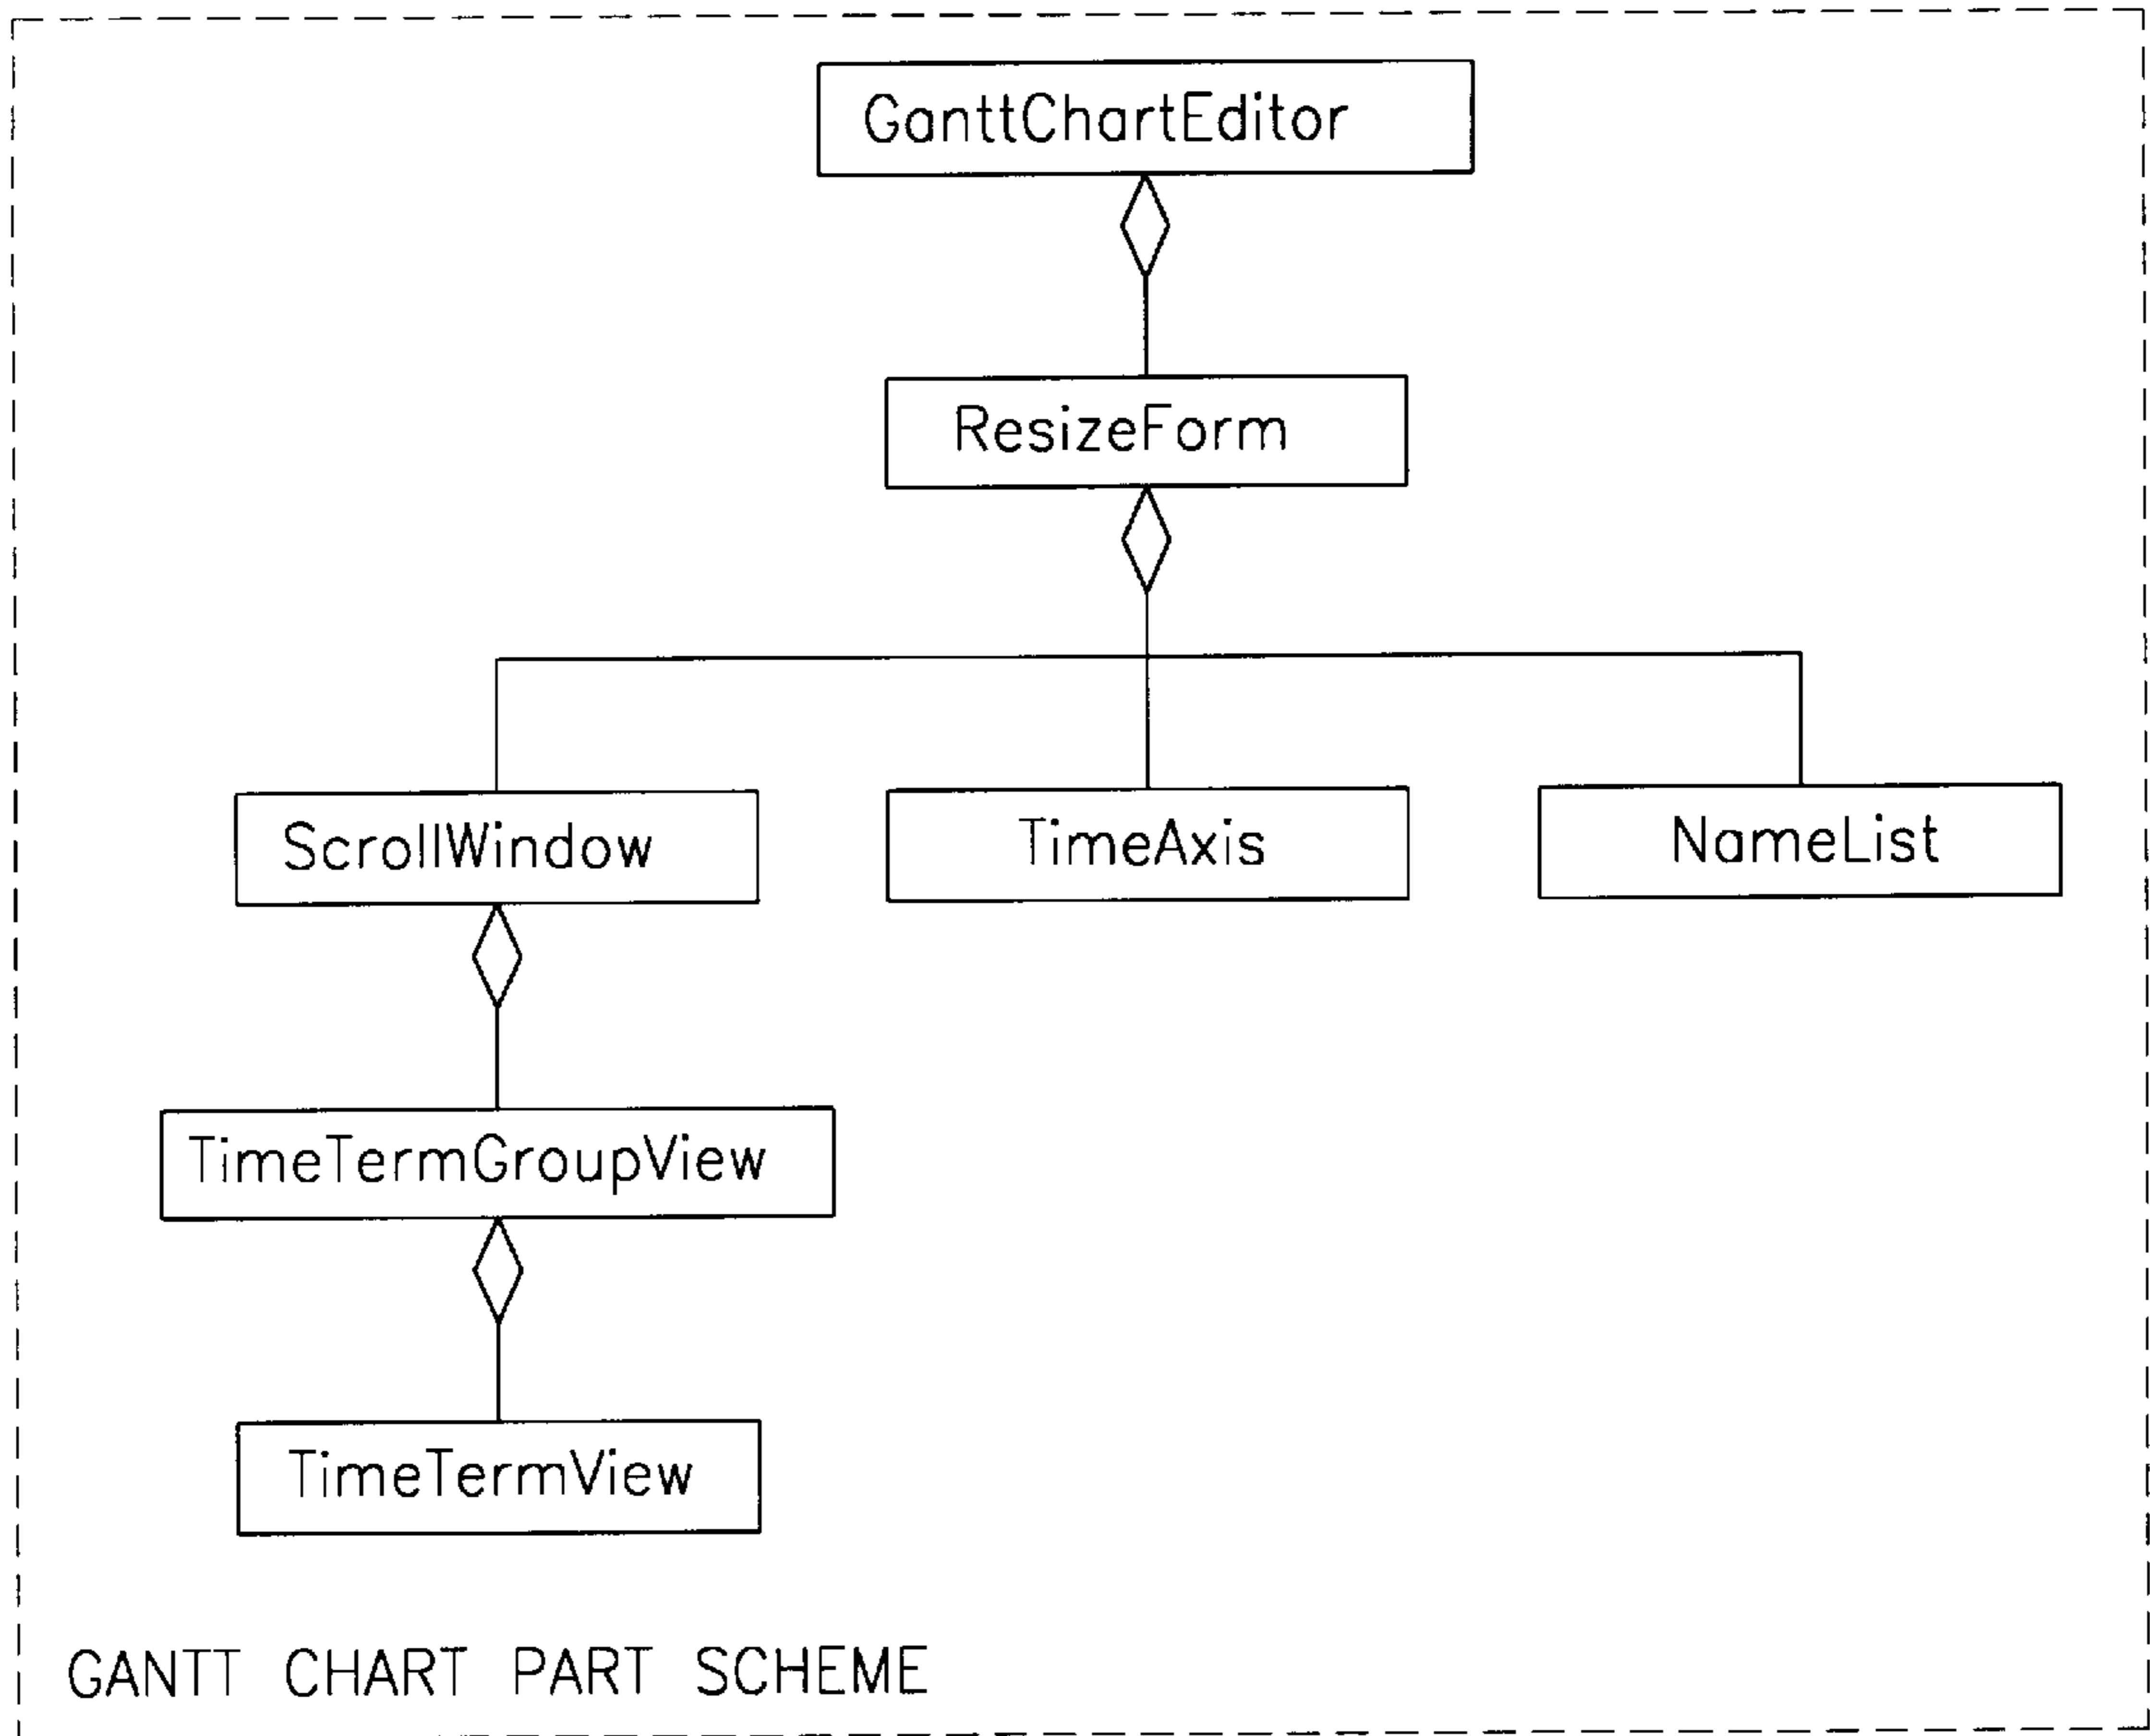 GanttChartEditor
ResizeForm
ScrollWindow
TimeAxis
NameList
TimeTermGroupView
TimeTermView
GANTT CHART PART SCHEME